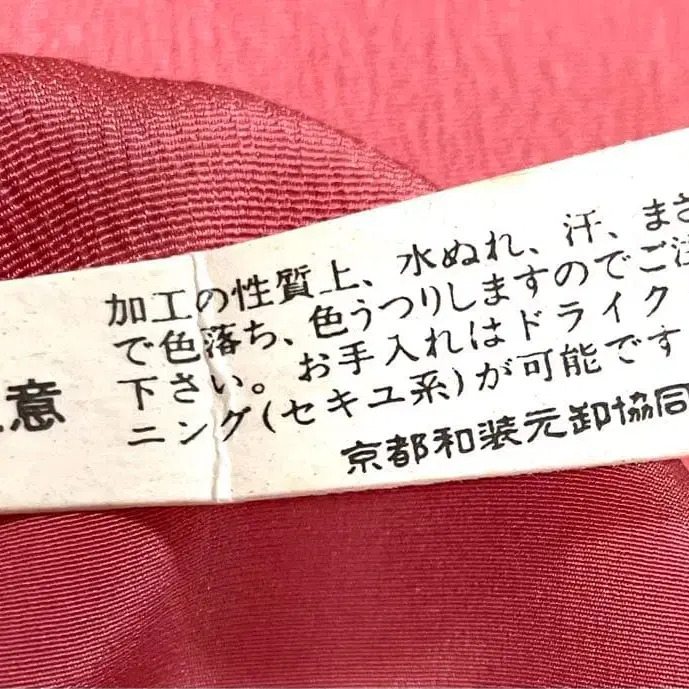 意
加工の性質上、水ぬれ、汗、まさ
で色落ち、色うつりしますのでご注
下さい。お手入れはドライク
ニング(セキユ系)が可能です
京都和装元卸協同